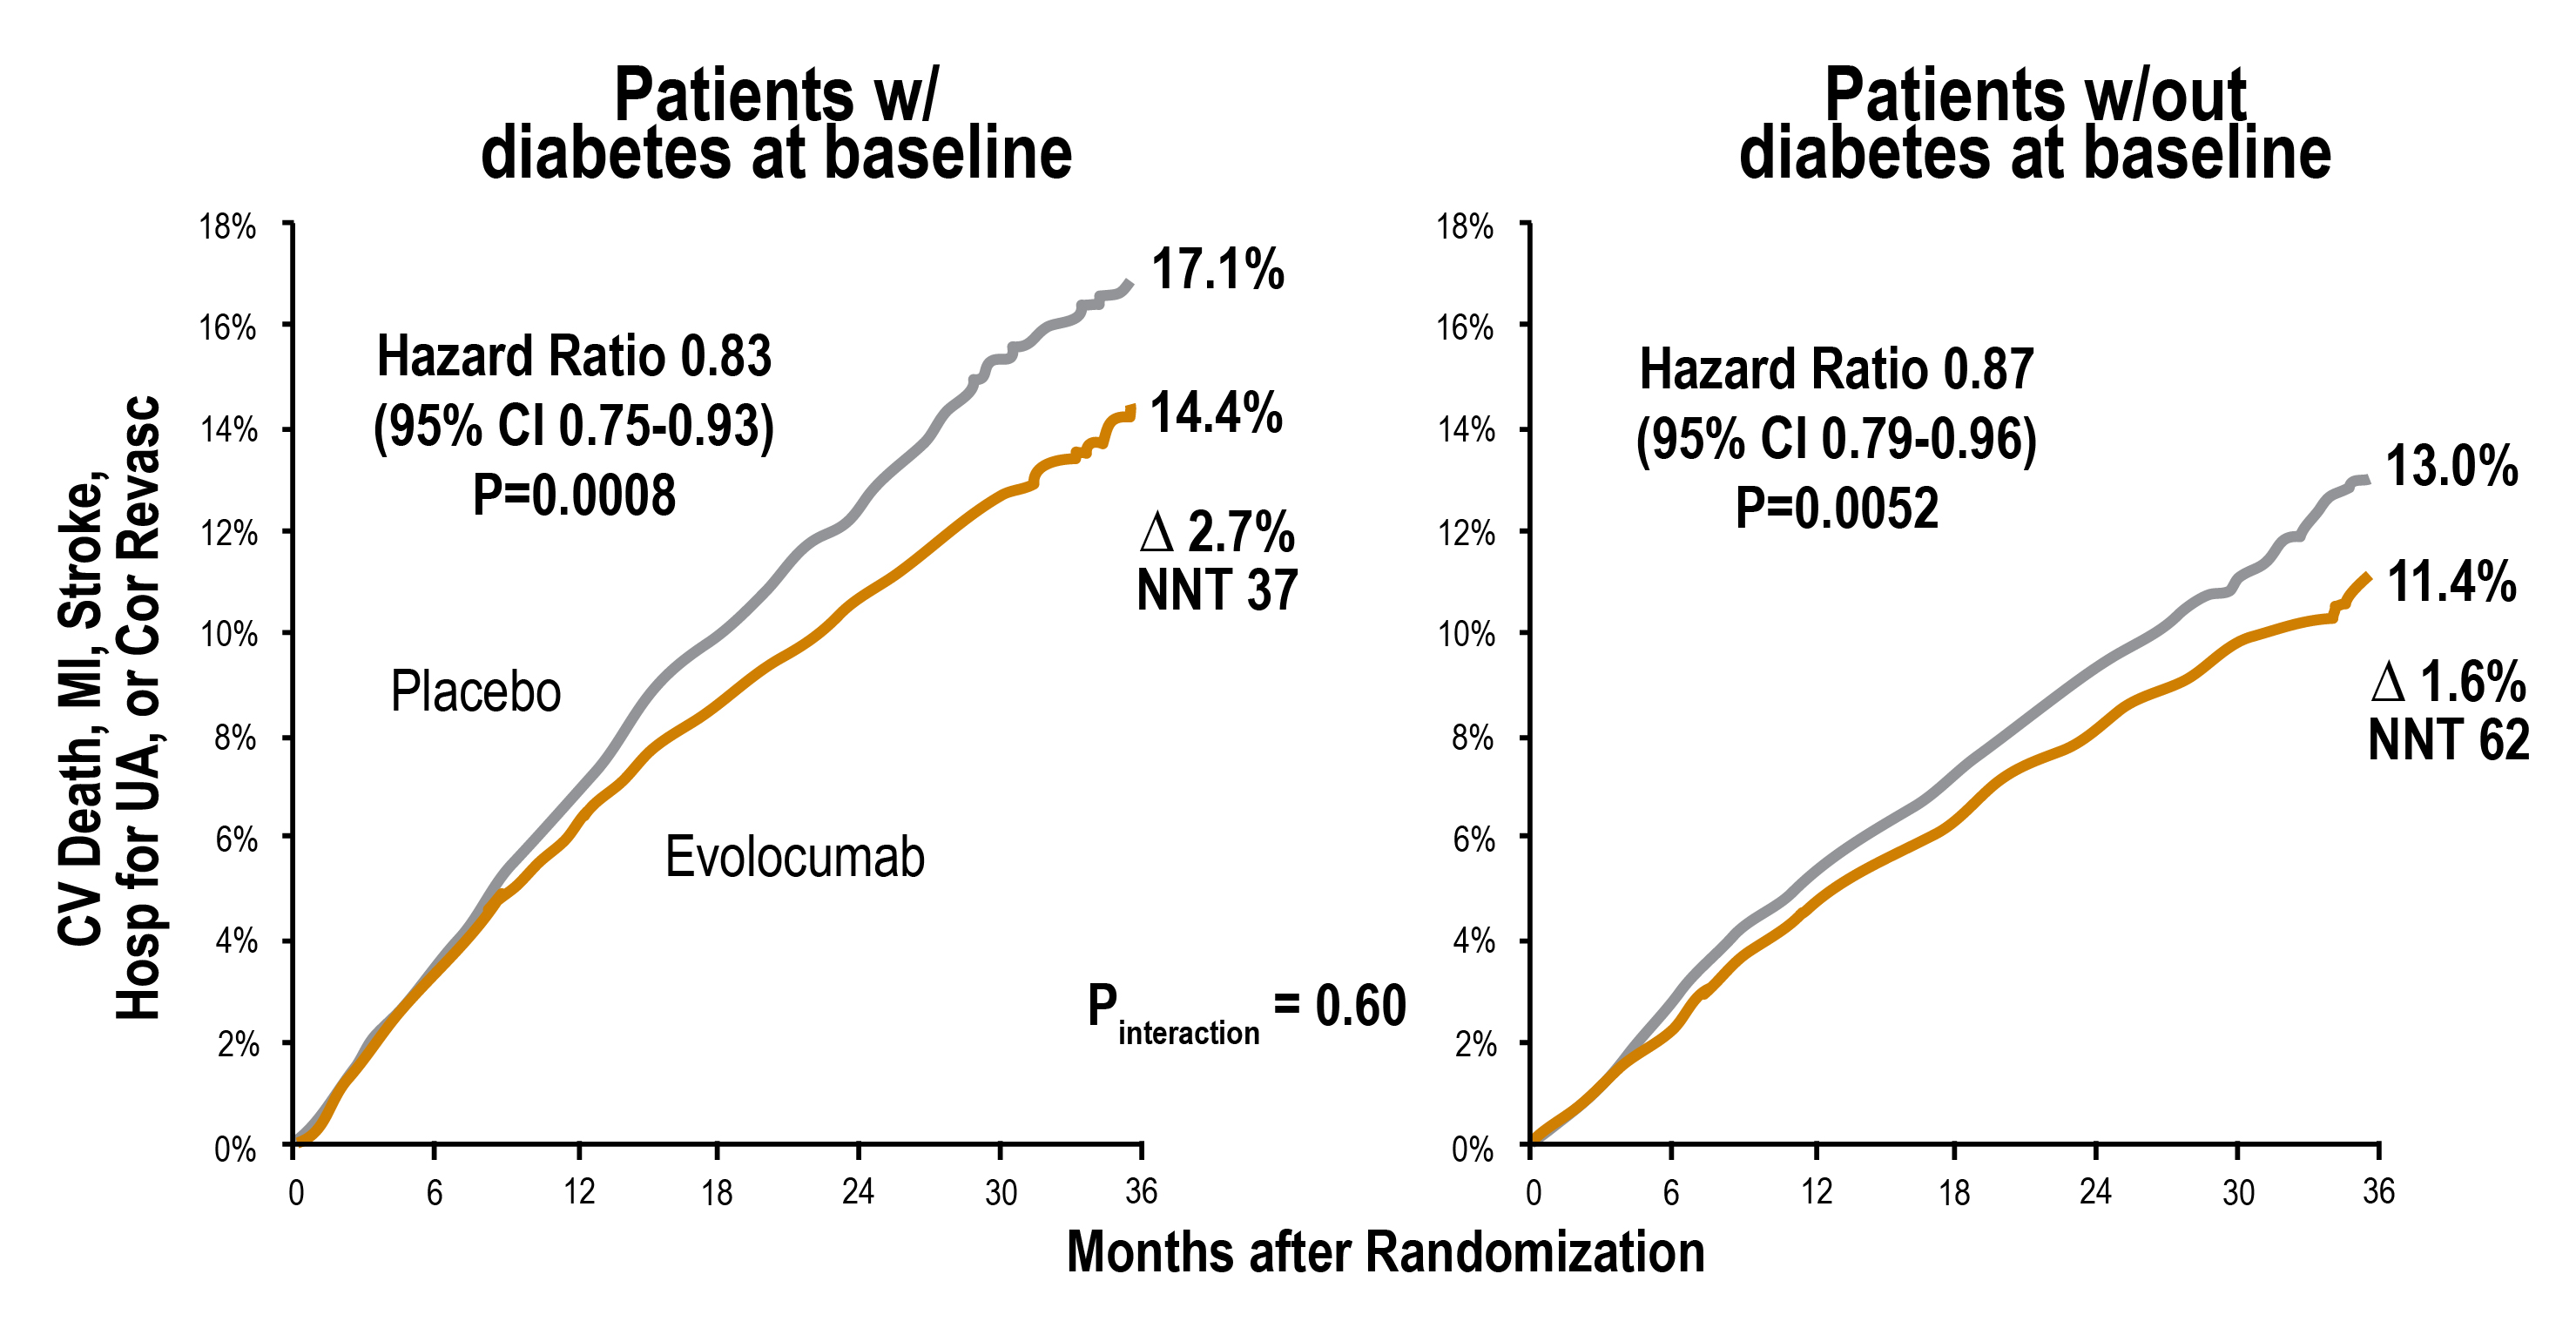 Patients w/
diabetes at baseline
CV Death, MI, Stroke,
Hosp for UA, or Cor Revasc
18%
16%
14%
12%
10%
8%
6%
4%
2%
0%
Hazard Ratio 0.83
(95% CI 0.75-0.93)
P=0.0008
17.1%
14.4%
Δ 2.7%
NNT 37
Placebo
Evolocumab
0
6
12
18
24
30
36
Pinteraction = 0.60
Patients w/out
diabetes at baseline
18%
16%
14%
12%
10%
8%
6%
4%
2%
0%
Hazard Ratio 0.87
(95% CI 0.79-0.96)
P=0.0052
13.0%
11.4%
Δ 1.6%
NNT 62
0
6
12
18
24
30
36
Months after Randomization